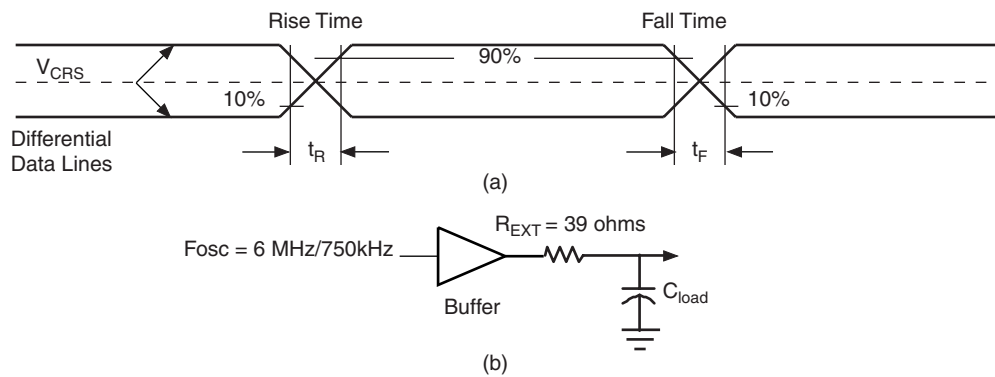 Rise Time
Fall Time
V_CRS
90%
10%
10%
Differential
Data Lines
t_R
t_F
(a)
R_EXT = 39 ohms
Fosc = 6 MHz/750kHz
Buffer
C_load
(b)